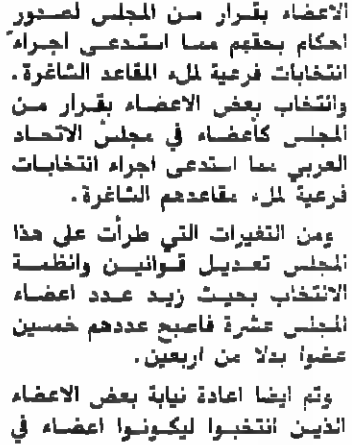 الاعضاء بقرار من المجلس لصدور
احكام بحقهم مما استدعى اجراء
انتخابات فرعية لملء المقاعد الشاغرة.
وانتخاب بعض الاعضاء بقرار من
المجلس كأعضاء في مجلس الاتحاد
العربي مما استدعى اجراء انتخابات
فرعية لملء مقاعدهم الشاغرة.
ومن التغيرات التي طرأت على هذا
المجلس تعديل قوانين وانظمة
الانتخاب بحيث زيد عدد اعضاء
المجلس عشرة فاصبح عددهم خمسين
عضوا بدلا من اربعين.
وتم ايضا اعادة نيابة بعض الاعضاء
الذين انتخبوا ليكونوا اعضاء في